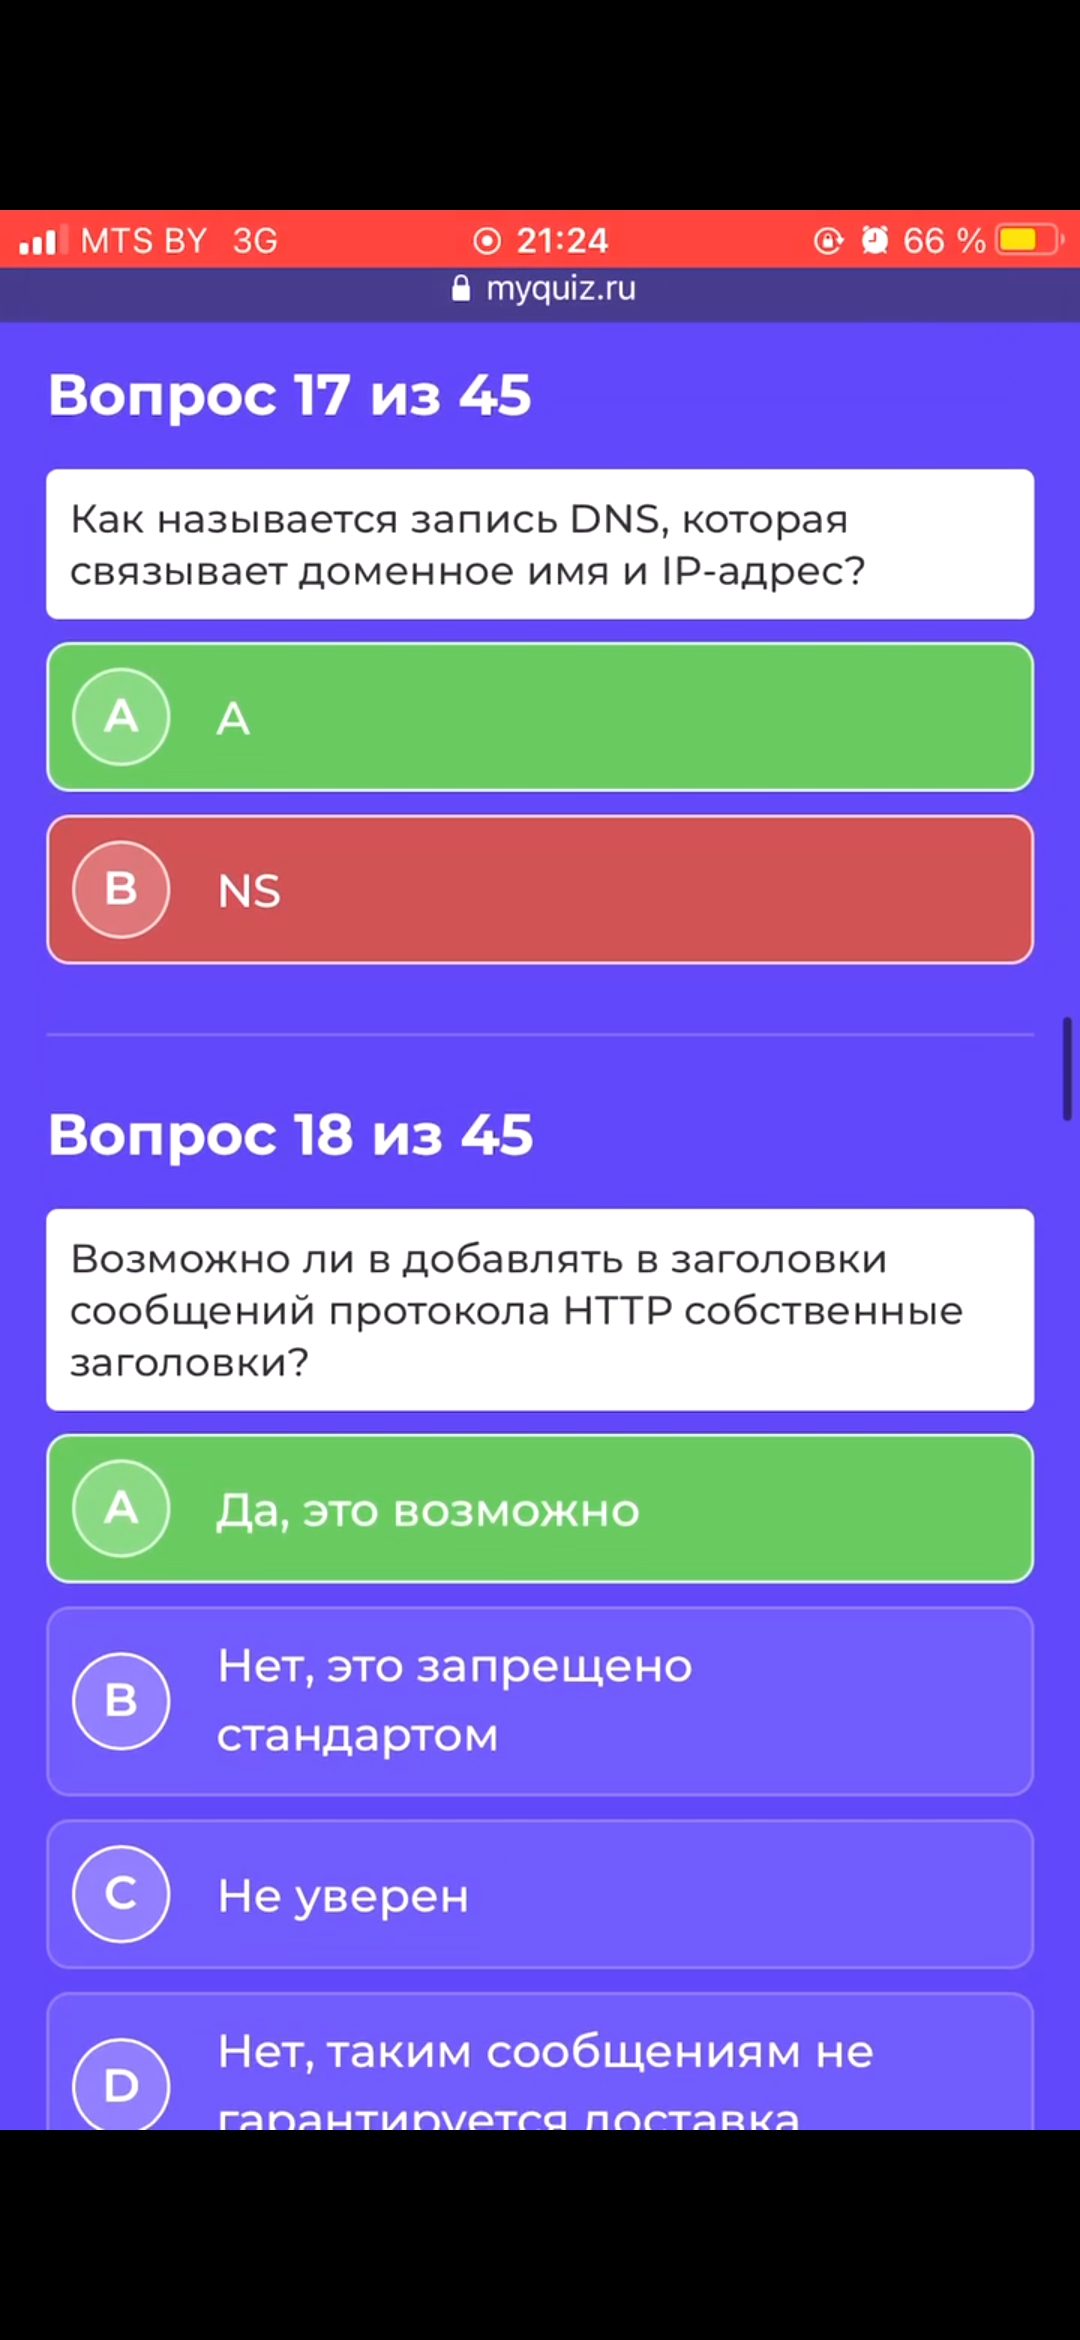 MTS BY 3G 21:24 66 %
myquiz.ru
Вопрос 17 из 45
Как называется запись DNS, которая
связывает доменное имя и IP-адрес?
A A
B NS
Вопрос 18 из 45
Возможно ли в добавлять в заголовки
сообщений протокола HTTP собственные
заголовки?
A Да, это возможно
B Нет, это запрещено
стандартом
C Не уверен
D Нет, таким сообщениям не
гарантируется доставка